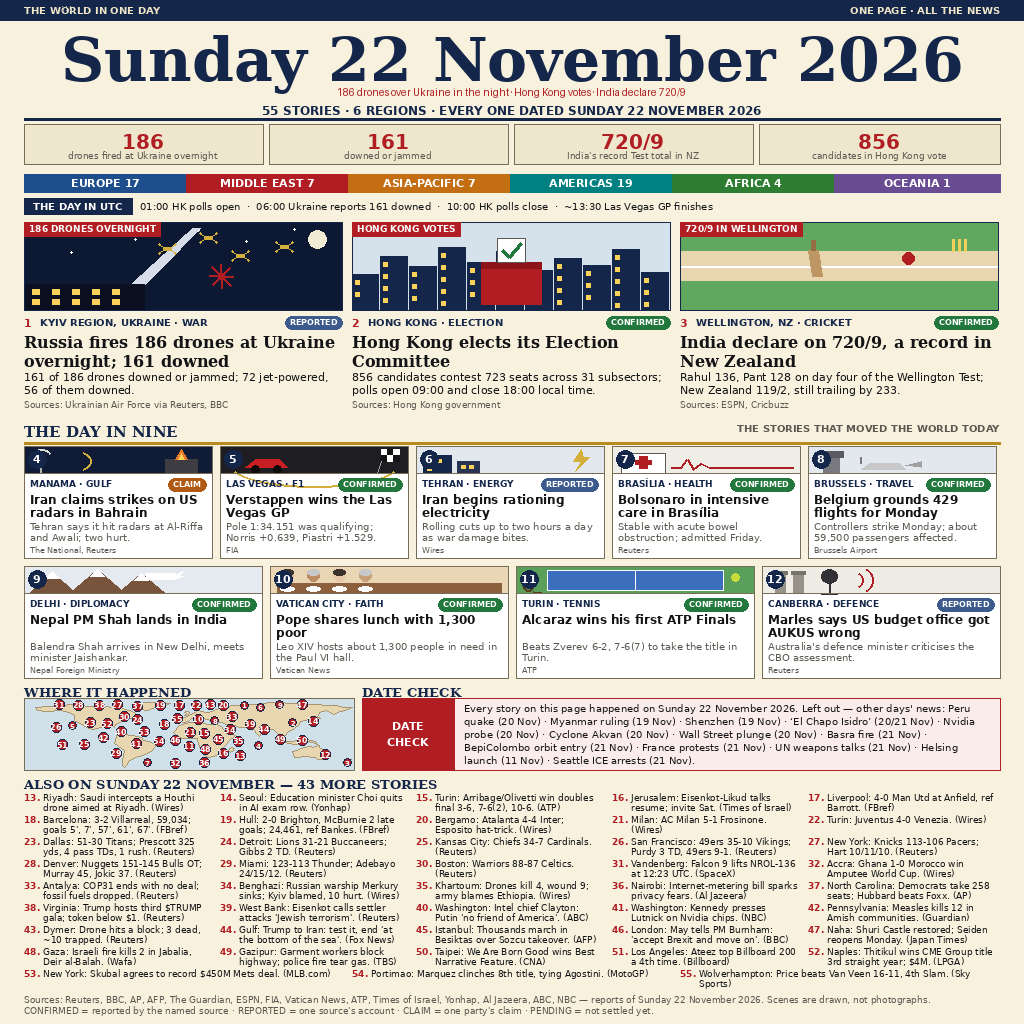 THE WORLD IN ONE DAY
ONE PAGE · ALL THE NEWS
Sunday 22 November 2026
186 drones over Ukraine in the night · Hong Kong votes · India declare 720/9
55 STORIES · 6 REGIONS · EVERY ONE DATED SUNDAY 22 NOVEMBER 2026
186
drones fired at Ukraine overnight
161
downed or jammed
720/9
India's record Test total in NZ
856
candidates in Hong Kong vote
EUROPE 17
MIDDLE EAST 7
ASIA-PACIFIC 7
AMERICAS 19
AFRICA 4
OCEANIA 1
THE DAY IN UTC
01:00 HK polls open · 06:00 Ukraine reports 161 downed · 10:00 HK polls close · ~13:30 Las Vegas GP finishes
186 DRONES OVERNIGHT
1 KYIV REGION, UKRAINE · WAR
REPORTED
Russia fires 186 drones at Ukraine
overnight; 161 downed
161 of 186 drones downed or jammed; 72 jet-powered,
56 of them downed.
Sources: Ukrainian Air Force via Reuters, BBC
HONG KONG VOTES
2 HONG KONG · ELECTION
CONFIRMED
Hong Kong elects its Election
Committee
856 candidates contest 723 seats across 31 subsectors;
polls open 09:00 and close 18:00 local time.
Sources: Hong Kong government
720/9 IN WELLINGTON
3 WELLINGTON, NZ · CRICKET
CONFIRMED
India declare on 720/9, a record in
New Zealand
Rahul 136, Pant 128 on day four of the Wellington Test;
New Zealand 119/2, still trailing by 233.
Sources: ESPN, Cricbuzz
THE DAY IN NINE
THE STORIES THAT MOVED THE WORLD TODAY
4
MANAMA · GULF
CLAIM
Iran claims strikes on US
radars in Bahrain
Tehran says it hit radars at Al-Riffa
and Awali; two hurt.
The National, Reuters
5
LAS VEGAS · F1
CONFIRMED
Verstappen wins the Las
Vegas GP
Pole 1:34.151 was qualifying;
Norris +0.639, Piastri +1.529.
FIA
6
TEHRAN · ENERGY
REPORTED
Iran begins rationing
electricity
Rolling cuts up to two hours a day
as war damage bites.
Wires
7
BRASÍLIA · HEALTH
CONFIRMED
Bolsonaro in intensive
care in Brasília
Stable with acute bowel
obstruction; admitted Friday.
Reuters
8
BRUSSELS · TRAVEL
CONFIRMED
Belgium grounds 429
flights for Monday
Controllers strike Monday; about
59,500 passengers affected.
Brussels Airport
9
DELHI · DIPLOMACY
CONFIRMED
Nepal PM Shah lands in India
Balendra Shah arrives in New Delhi, meets
minister Jaishankar.
Nepal Foreign Ministry
10
VATICAN CITY · FAITH
CONFIRMED
Pope shares lunch with 1,300
poor
Leo XIV hosts about 1,300 people in need in
the Paul VI hall.
Vatican News
11
TURIN · TENNIS
CONFIRMED
Alcaraz wins his first ATP Finals
Beats Zverev 6-2, 7-6(7) to take the title in
Turin.
ATP
12
CANBERRA · DEFENCE
REPORTED
Marles says US budget office got
AUKUS wrong
Australia's defence minister criticises the
CBO assessment.
Reuters
WHERE IT HAPPENED
DATE CHECK
DATE
CHECK
Every story on this page happened on Sunday 22 November 2026. Left out — other days' news: Peru
quake (20 Nov) · Myanmar ruling (19 Nov) · Shenzhen (19 Nov) · 'El Chapo Isidro' (20/21 Nov) · Nvidia
probe (20 Nov) · Cyclone Akvan (20 Nov) · Wall Street plunge (20 Nov) · Basra fire (21 Nov) ·
BepiColombo orbit entry (21 Nov) · France protests (21 Nov) · UN weapons talks (21 Nov) · Helsing
launch (11 Nov) · Seattle ICE arrests (21 Nov).
ALSO ON SUNDAY 22 NOVEMBER — 43 MORE STORIES
13. Riyadh: Saudi intercepts a Houthi
drone aimed at Riyadh. (Wires)
14. Seoul: Education minister Choi quits
in AI exam row. (Yonhap)
15. Turin: Arribage/Olivetti win doubles
final 3-6, 7-6(2), 10-6. (ATP)
16. Jerusalem: Eisenkot-Likud talks
resume; invite Sat. (Times of Israel)
17. Liverpool: 4-0 Man Utd at Anfield, ref
Barrott. (FBref)
18. Barcelona: 3-2 Villarreal, 59,034;
goals 5', 7', 57', 61', 67'. (FBref)
19. Hull: 2-0 Brighton, McBurnie 2 late
goals; 24,461, ref Bankes. (FBref)
20. Bergamo: Atalanta 4-4 Inter;
Esposito hat-trick. (Wires)
21. Milan: AC Milan 5-1 Frosinone.
(Wires)
22. Turin: Juventus 4-0 Venezia. (Wires)
23. Dallas: 51-30 Titans; Prescott 325
yds, 4 pass TDs, 1 rush. (Reuters)
24. Detroit: Lions 31-21 Buccaneers;
Gibbs 2 TD. (Reuters)
25. Kansas City: Chiefs 34-7 Cardinals.
(Reuters)
26. San Francisco: 49ers 35-10 Vikings;
Purdy 3 TD, 49ers 9-1. (Reuters)
27. New York: Knicks 113-106 Pacers;
Hart 10/11/10. (Reuters)
28. Denver: Nuggets 151-145 Bulls OT;
Murray 45, Jokic 37. (Reuters)
29. Miami: 123-113 Thunder; Adebayo
24/15/12. (Reuters)
30. Boston: Warriors 88-87 Celtics.
(Reuters)
31. Vandenberg: Falcon 9 lifts NROL-136
at 12:23 UTC. (SpaceX)
32. Accra: Ghana 1-0 Morocco win
Amputee World Cup. (Wires)
33. Antalya: COP31 ends with no deal;
fossil fuels dropped. (Reuters)
34. Benghazi: Russian warship Merkury
sinks; Kyiv blamed, 10 hurt. (Wires)
35. Khartoum: Drones kill 4, wound 9;
army blames Ethiopia. (Wires)
36. Nairobi: Internet-metering bill sparks
privacy fears. (Al Jazeera)
37. North Carolina: Democrats take 258
seats; Hubbard beats Foxx. (AP)
38. Virginia: Trump hosts third $TRUMP
gala; token below $1. (Reuters)
39. West Bank: Eisenkot calls settler
attacks 'Jewish terrorism'. (Reuters)
40. Washington: Intel chief Clayton:
Putin 'no friend of America'. (ABC)
41. Washington: Kennedy presses
Lutnick on Nvidia chips. (NBC)
42. Pennsylvania: Measles kills 12 in
Amish communities. (Guardian)
43. Dymer: Drone hits a block; 3 dead,
~10 trapped. (Reuters)
44. Gulf: Trump to Iran: test it, end 'at
the bottom of the sea'. (Fox News)
45. Istanbul: Thousands march in
Besiktas over Sozcu takeover. (AFP)
46. London: May tells PM Burnham:
'accept Brexit and move on'. (BBC)
47. Naha: Shuri Castle restored; Seiden
reopens Monday. (Japan Times)
48. Gaza: Israeli fire kills 2 in Jabalia,
Deir al-Balah. (Wafa)
49. Gazipur: Garment workers block
highway; police fire tear gas. (TBS)
50. Taipei: We Are Born Good wins Best
Narrative Feature. (CNA)
51. Los Angeles: Ateez top Billboard 200
a 4th time. (Billboard)
52. Naples: Thitikul wins CME Group title
3rd straight year; $4M. (LPGA)
53. New York: Skubal agrees to record $450M Mets deal. (MLB.com)
54. Portimao: Marquez clinches 8th title, tying Agostini. (MotoGP)
55. Wolverhampton: Price beats Van Veen 16-11, 4th Slam. (Sky
Sports)
Sources: Reuters, BBC, AP, AFP, The Guardian, ESPN, FIA, Vatican News, ATP, Times of Israel, Yonhap, Al Jazeera, ABC, NBC — reports of Sunday 22 November 2026. Scenes are drawn, not photographs.
CONFIRMED = reported by the named source · REPORTED = one source's account · CLAIM = one party's claim · PENDING = not settled yet.